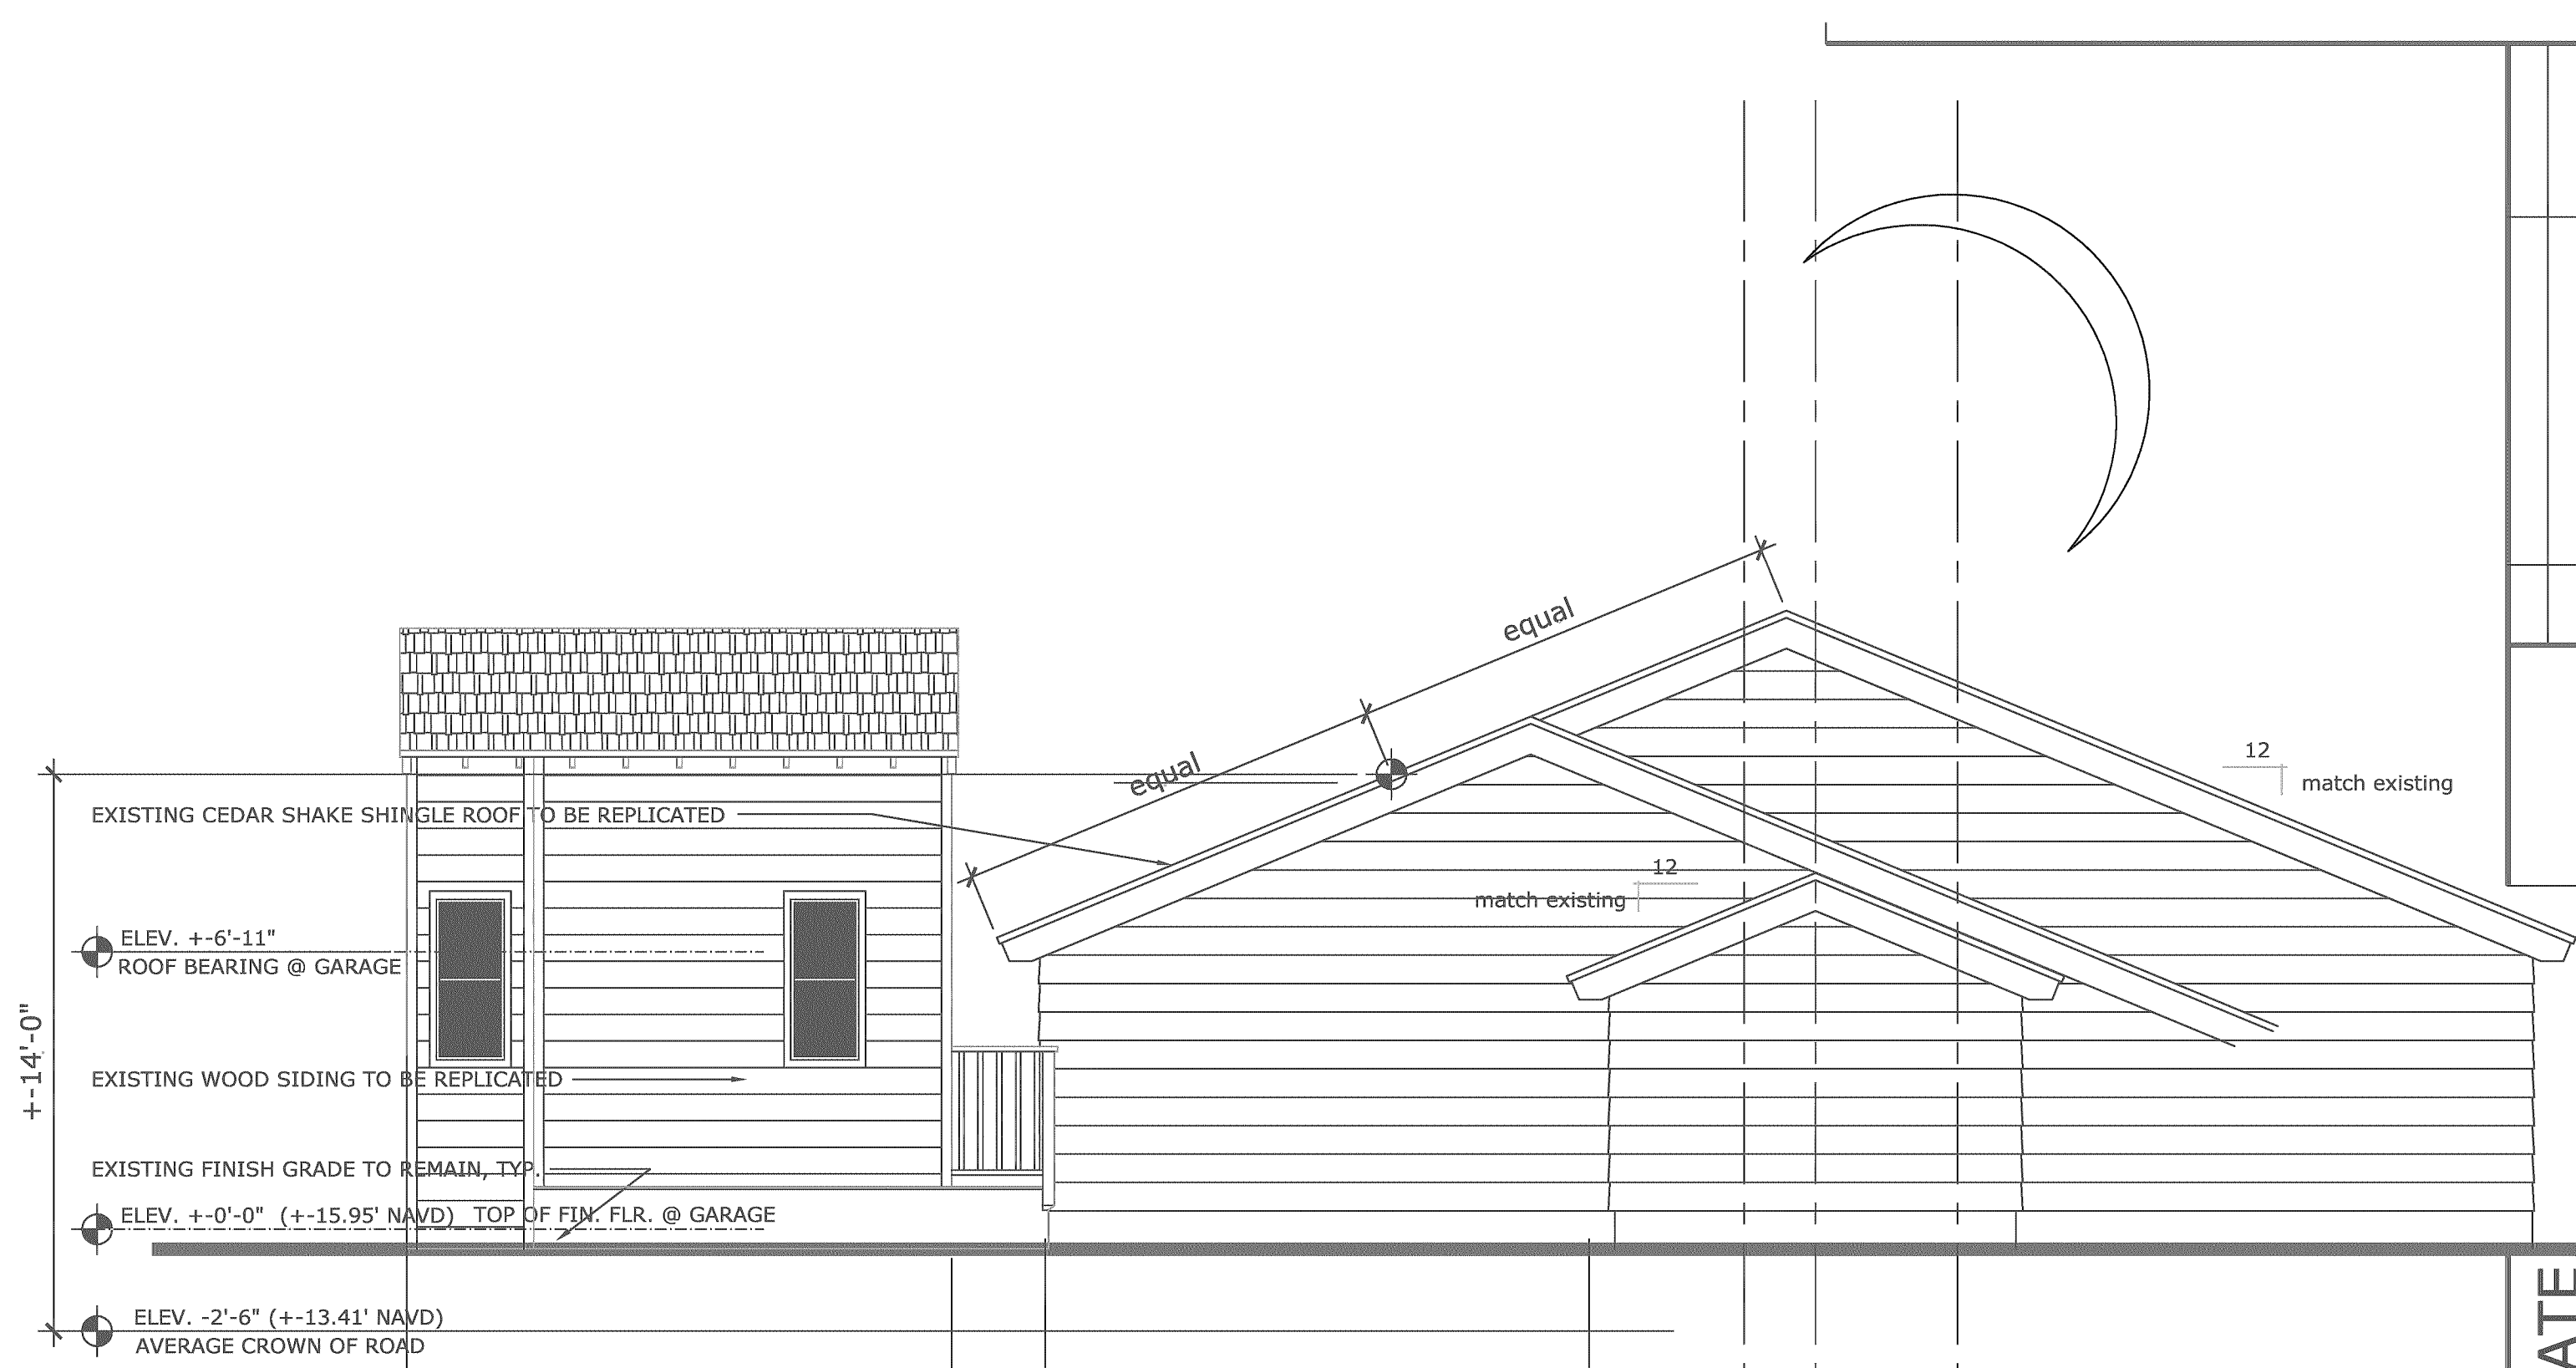 equal
equal
12
match existing
EXISTING CEDAR SHAKE SHINGLE ROOF TO BE REPLICATED
12
match existing
ELEV. +-6'-11"
ROOF BEARING @ GARAGE
+-14'-0"
EXISTING WOOD SIDING TO BE REPLICATED
EXISTING FINISH GRADE TO REMAIN, TYP.
ELEV. +-0'-0" (+-15.95' NAVD) TOP OF FIN. FLR. @ GARAGE
ELEV. -2'-6" (+-13.41' NAVD)
AVERAGE CROWN OF ROAD
ATE